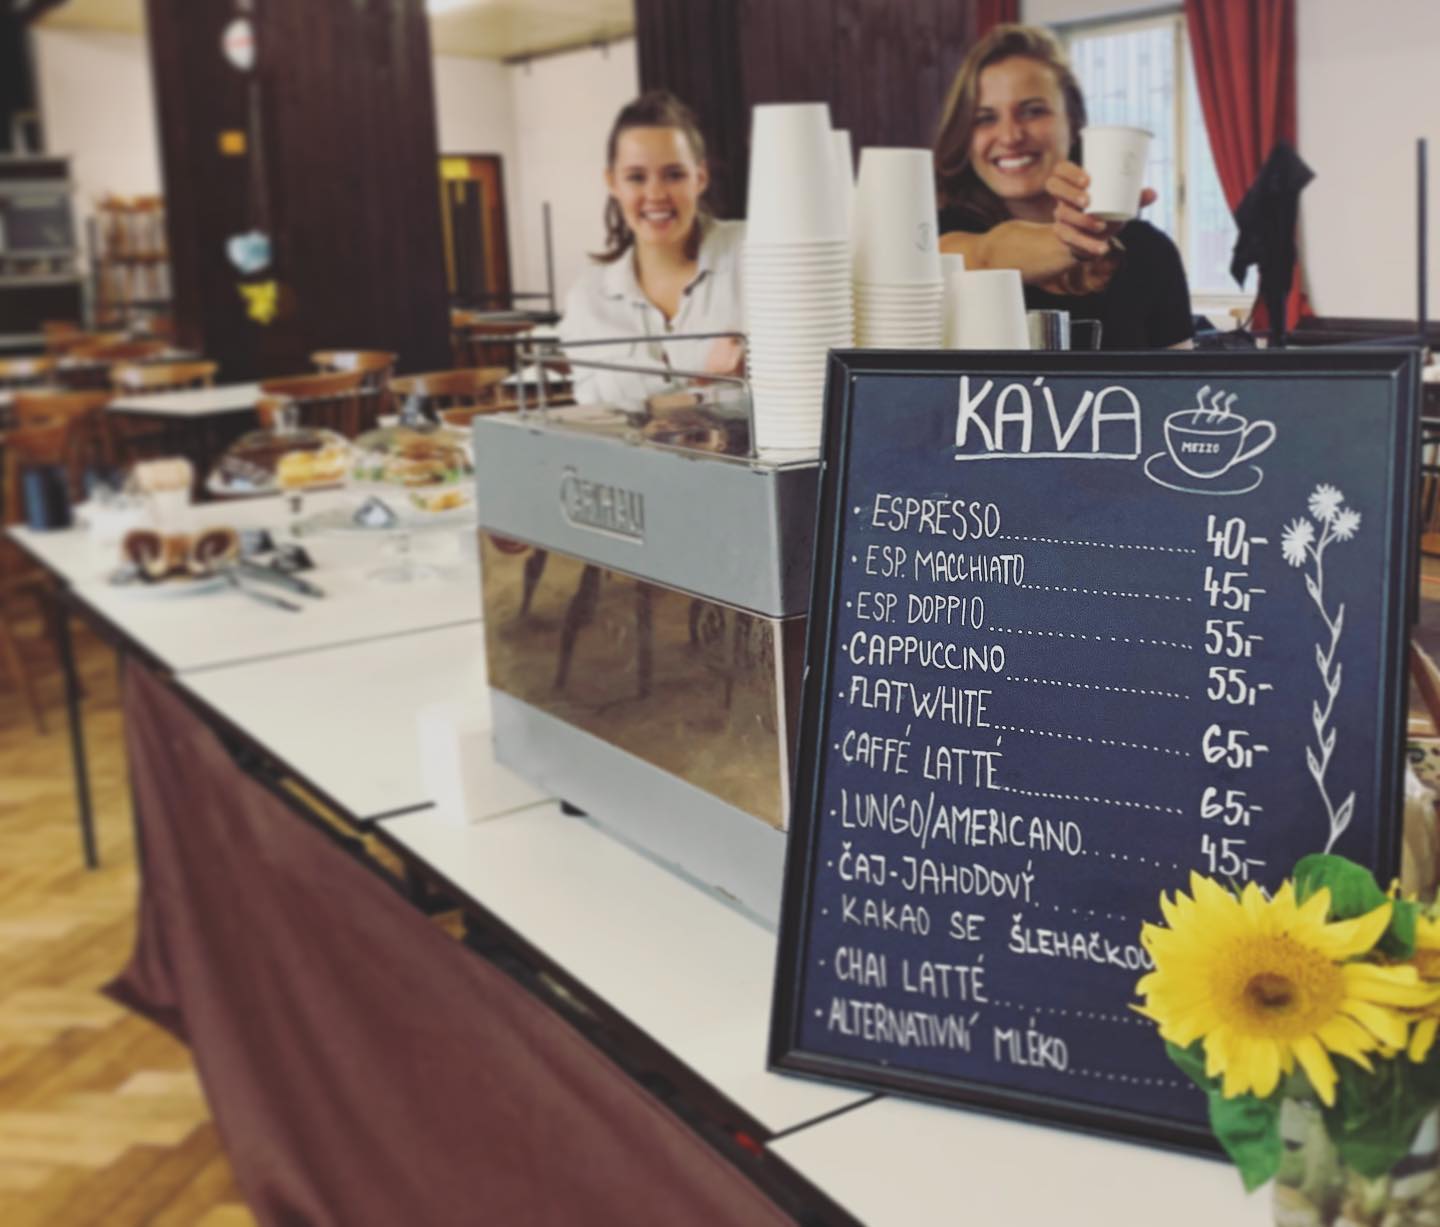 KÁVA
MEZZO
• ESPRESSO.................... 40,-
• ESP. MACCHIATO.................... 45,-
• ESP. DOPPIO.................... 55,-
• CAPPUCCINO.................... 55,-
• FLATWHITE.................... 65,-
• CAFFÉ LATTÉ.................... 65,-
• LUNGO/AMERICANO........ 45,-
• ČAJ-JAHODOVÝ......
• KAKAO SE ŠLEHAČKOU
• CHAI LATTÉ..........
• ALTERNATIVNÍ MLÉKO..........
CARIMALI